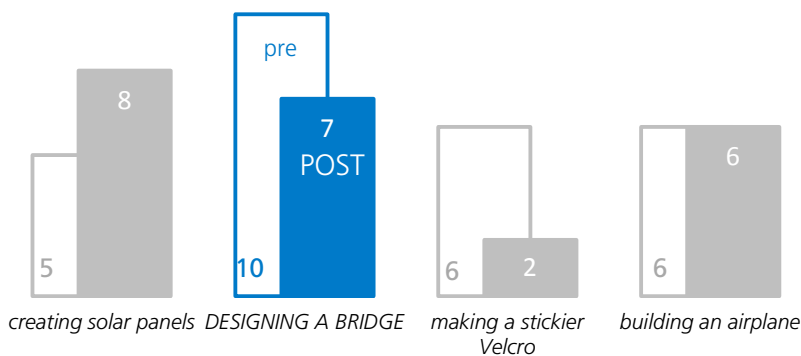 pre
8
7
POST
6
5
10
6
2
6
creating solar panels
DESIGNING A BRIDGE
making a stickier
Velcro
building an airplane